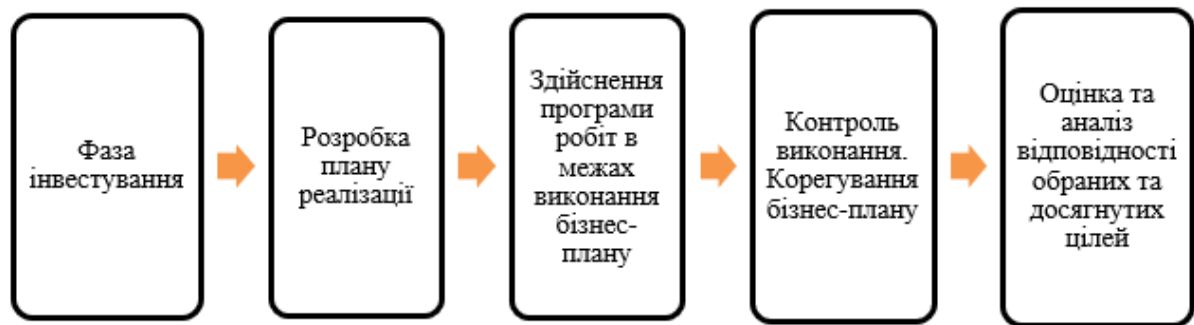 Фаза
інвестування
Розробка
плану
реалізації
Здійснення
програми
робіт в
межах
виконання
бізнес-
плану
Контроль
виконання.
Корегування
бізнес-плану
Оцінка та
аналіз
відповідності
обраних та
досягнутих
цілей